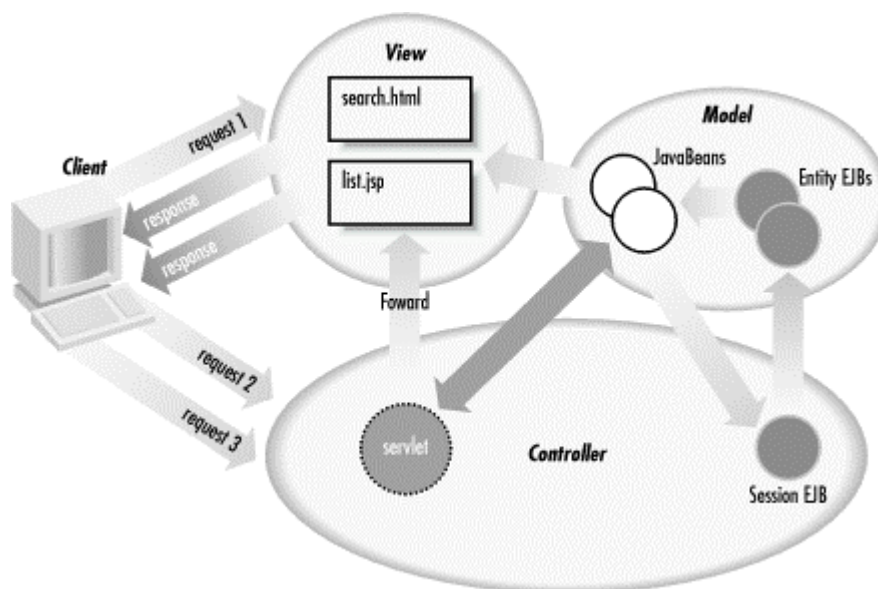 View
search.html
list.jsp
Client
request 1
response
response
request 2
request 3
Foward
Model
JavaBeans
Entity EJBs
servlet
Controller
Session EJB